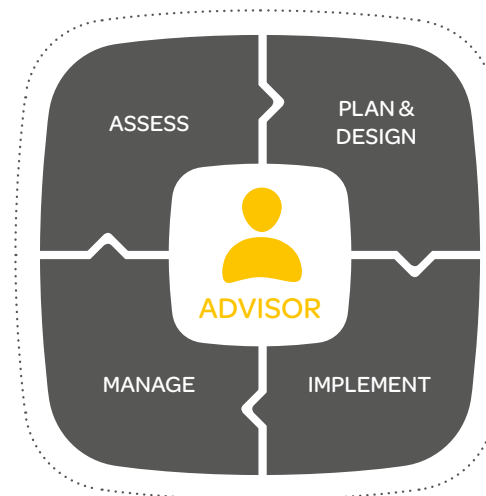 ASSESS
PLAN &
DESIGN
ADVISOR
MANAGE
IMPLEMENT